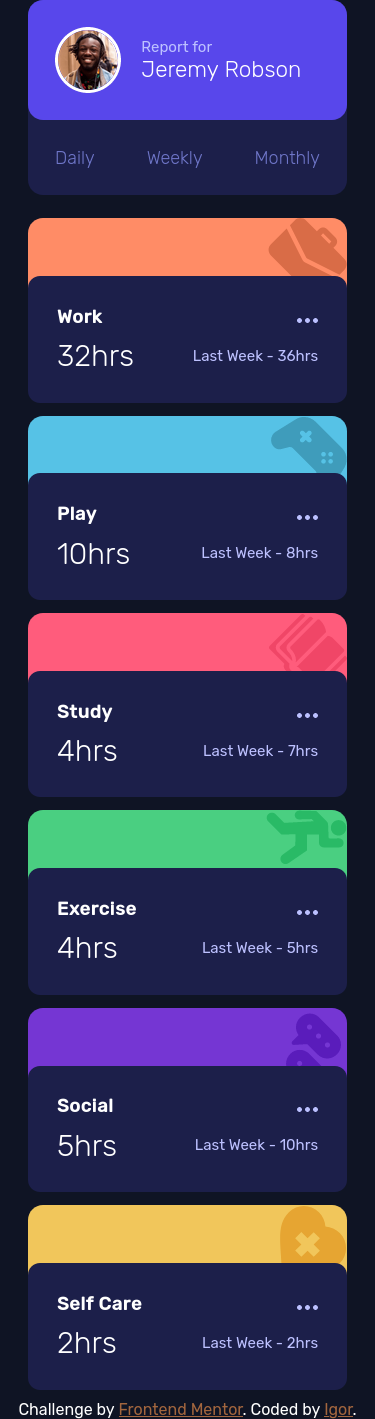 Report for
Jeremy Robson
Daily Weekly Monthly
Work
32hrs Last Week - 36hrs
Play
10hrs Last Week - 8hrs
Study
4hrs Last Week - 7hrs
Exercise
4hrs Last Week - 5hrs
Social
5hrs Last Week - 10hrs
Self Care
2hrs Last Week - 2hrs
Challenge by Frontend Mentor. Coded by Igor.